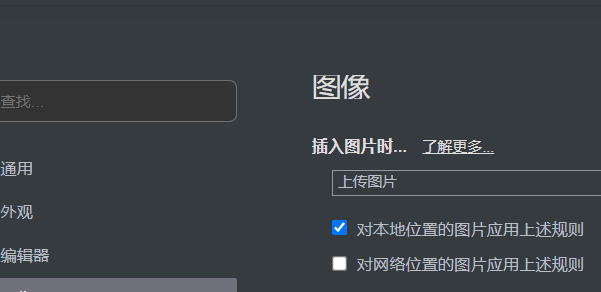 查找...
通用
外观
编辑器
图像
插入图片时... 了解更多...
上传图片
对本地位置的图片应用上述规则
对网络位置的图片应用上述规则